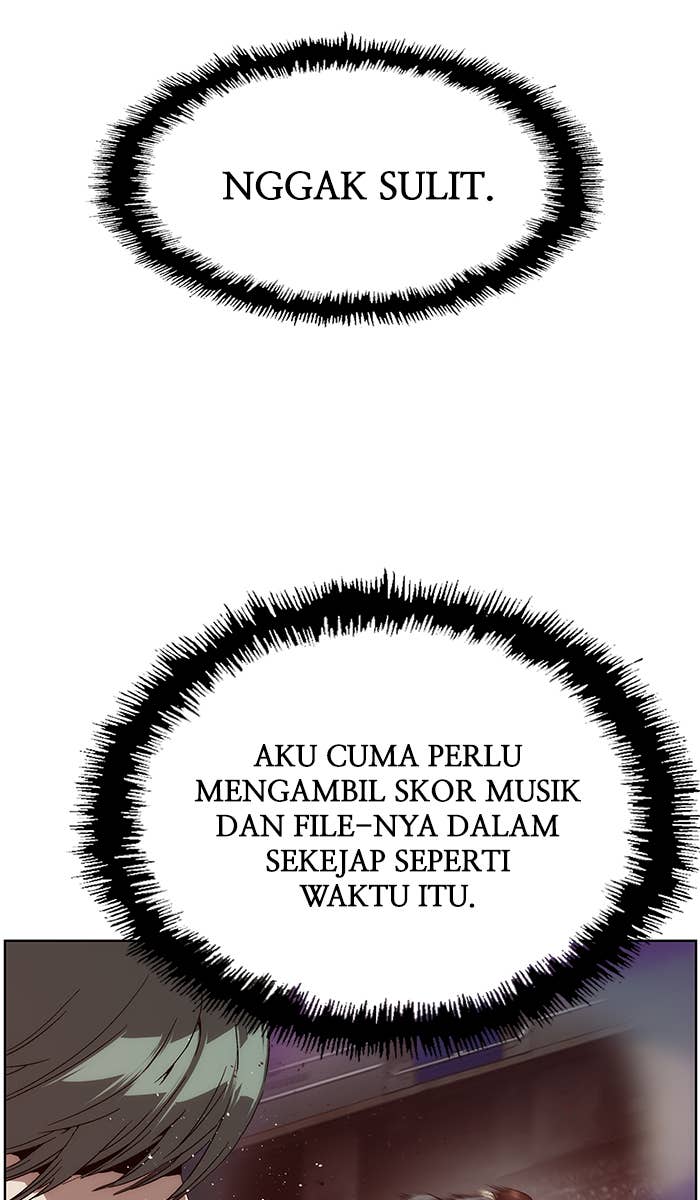 NGGAK SULIT.
AKU CUMA PERLU
MENGAMBIL SKOR MUSIK
DAN FILE-NYA DALAM
SEKEJAP SEPERTI
WAKTU ITU.